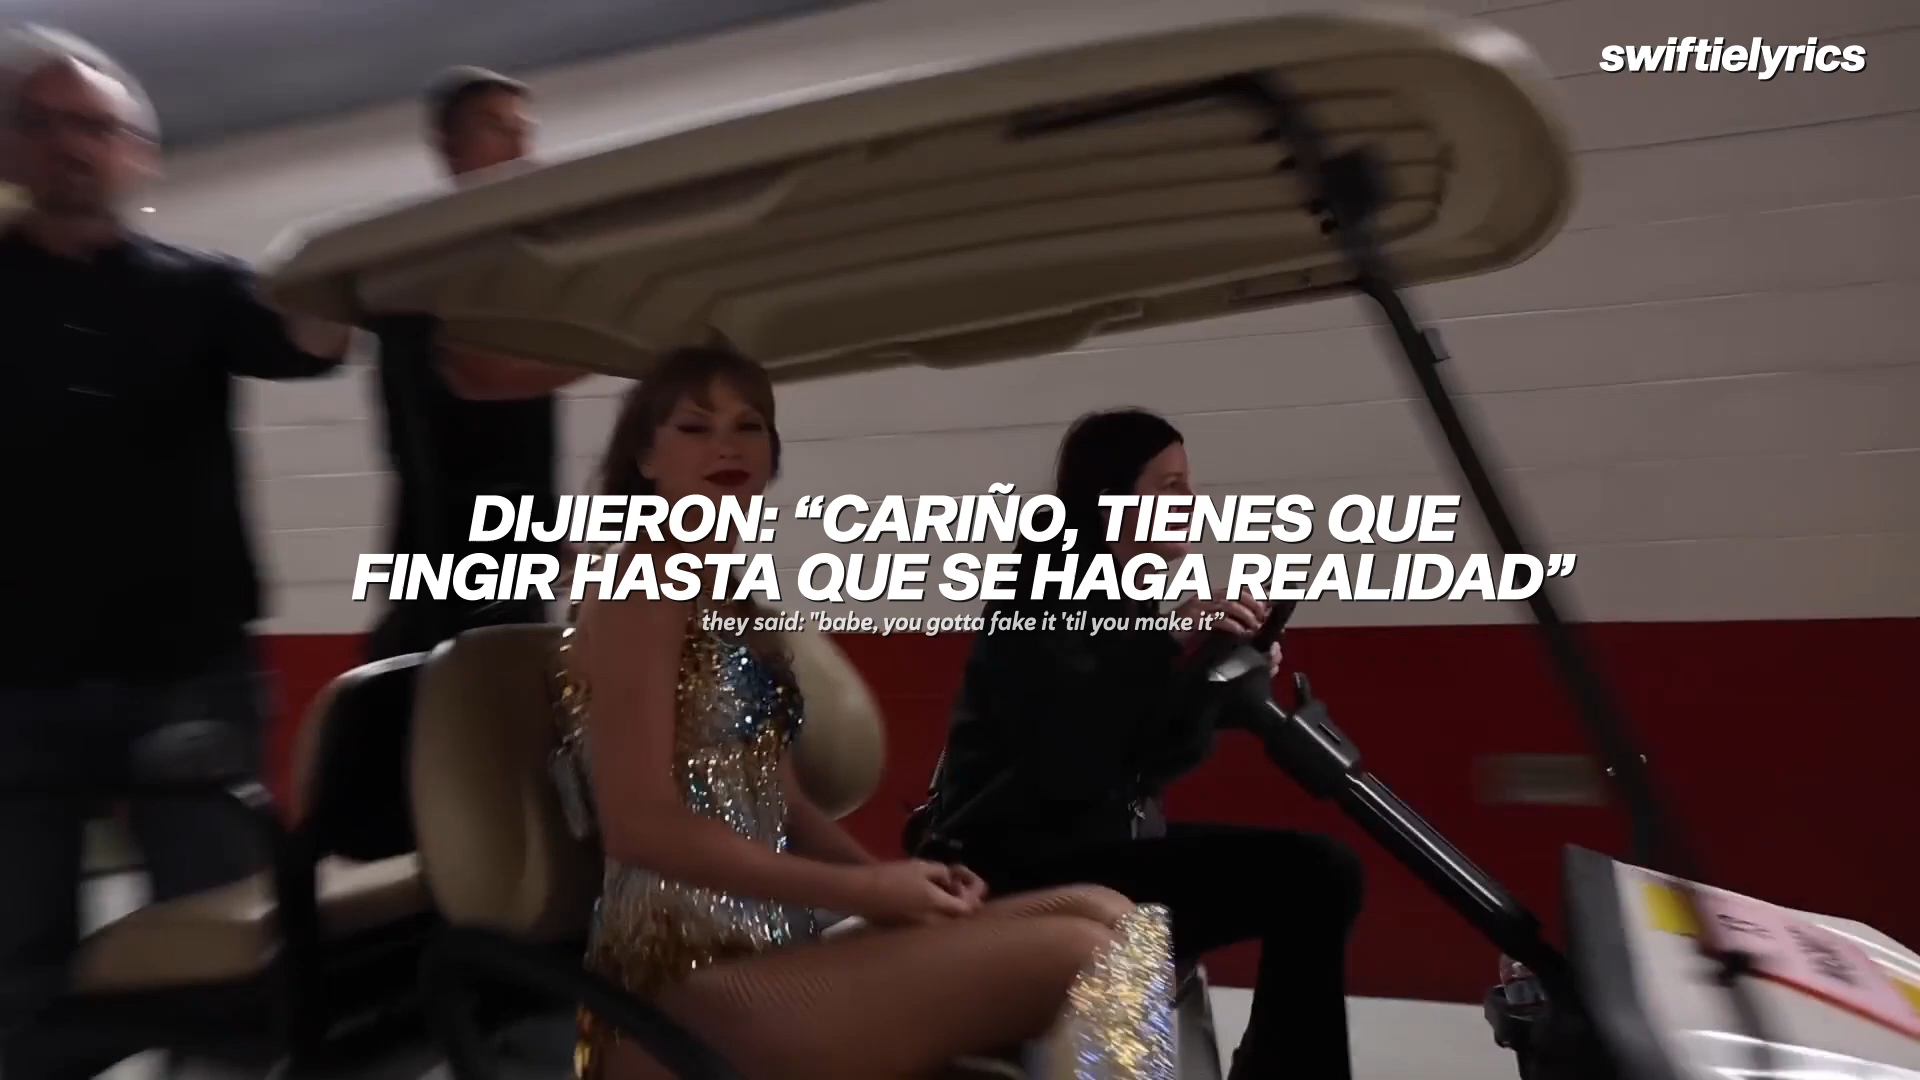 swiftielyrics
DIJIERON: “CARIÑO, TIENES QUE
FINGIR HASTA QUE SE HAGA REALIDAD”
they said: "babe, you gotta fake it 'til you make it”